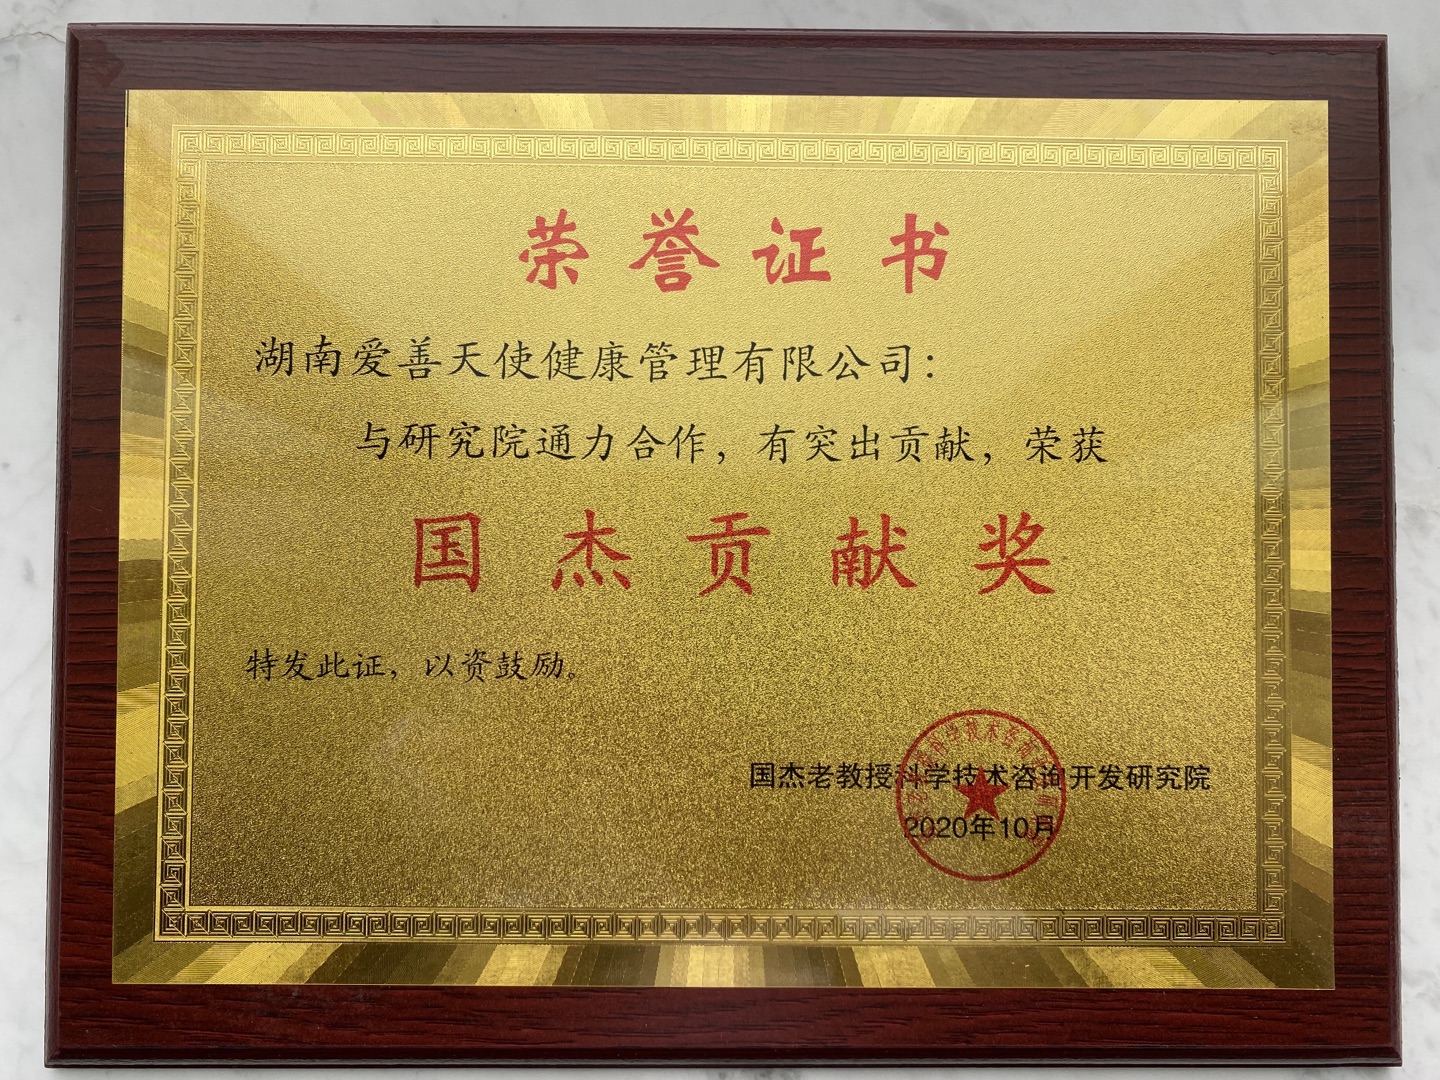 荣誉证书
湖南爱善天使健康管理有限公司：
与研究院通力合作，有突出贡献，荣获
国杰贡献奖
特发此证，以资鼓励。
国杰老教授科学技术咨询开发研究院
2020年10月